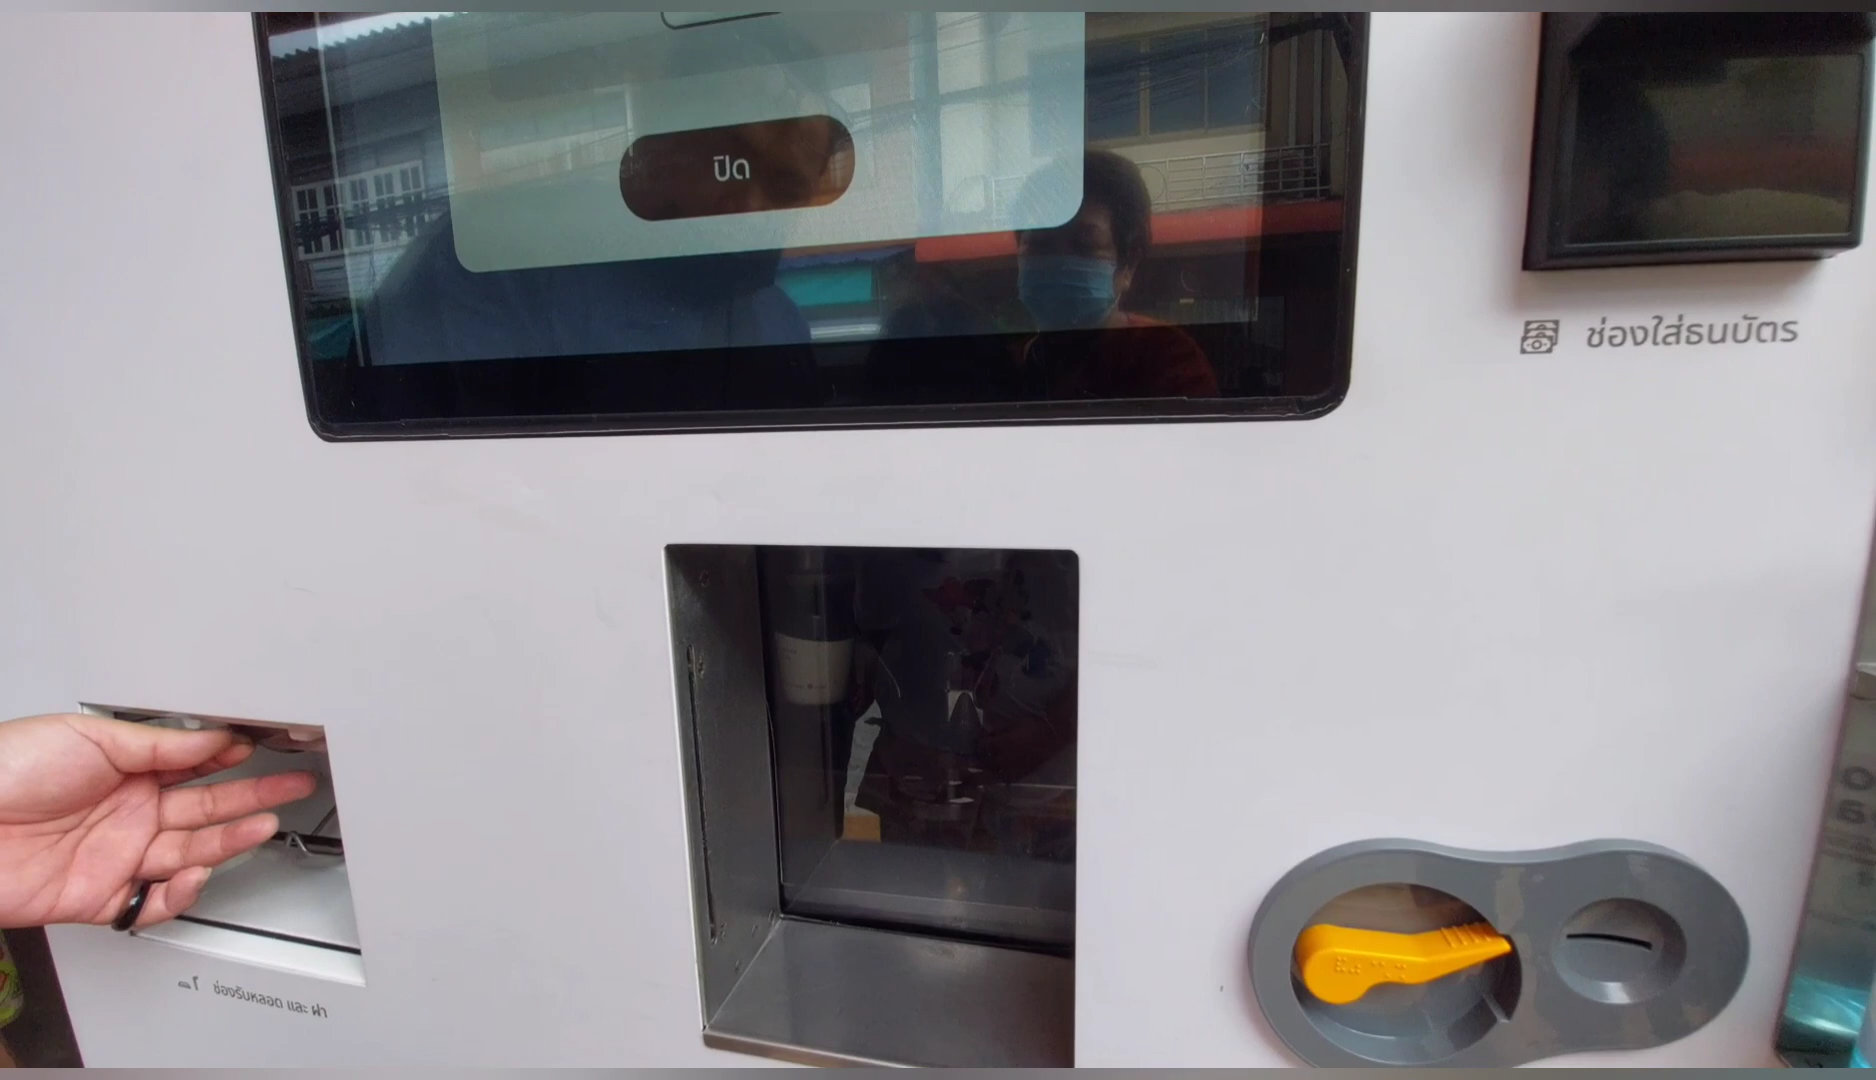 ปิด
ช่องใส่ธนบัตร
ช่องรับหลอด และ ฝา